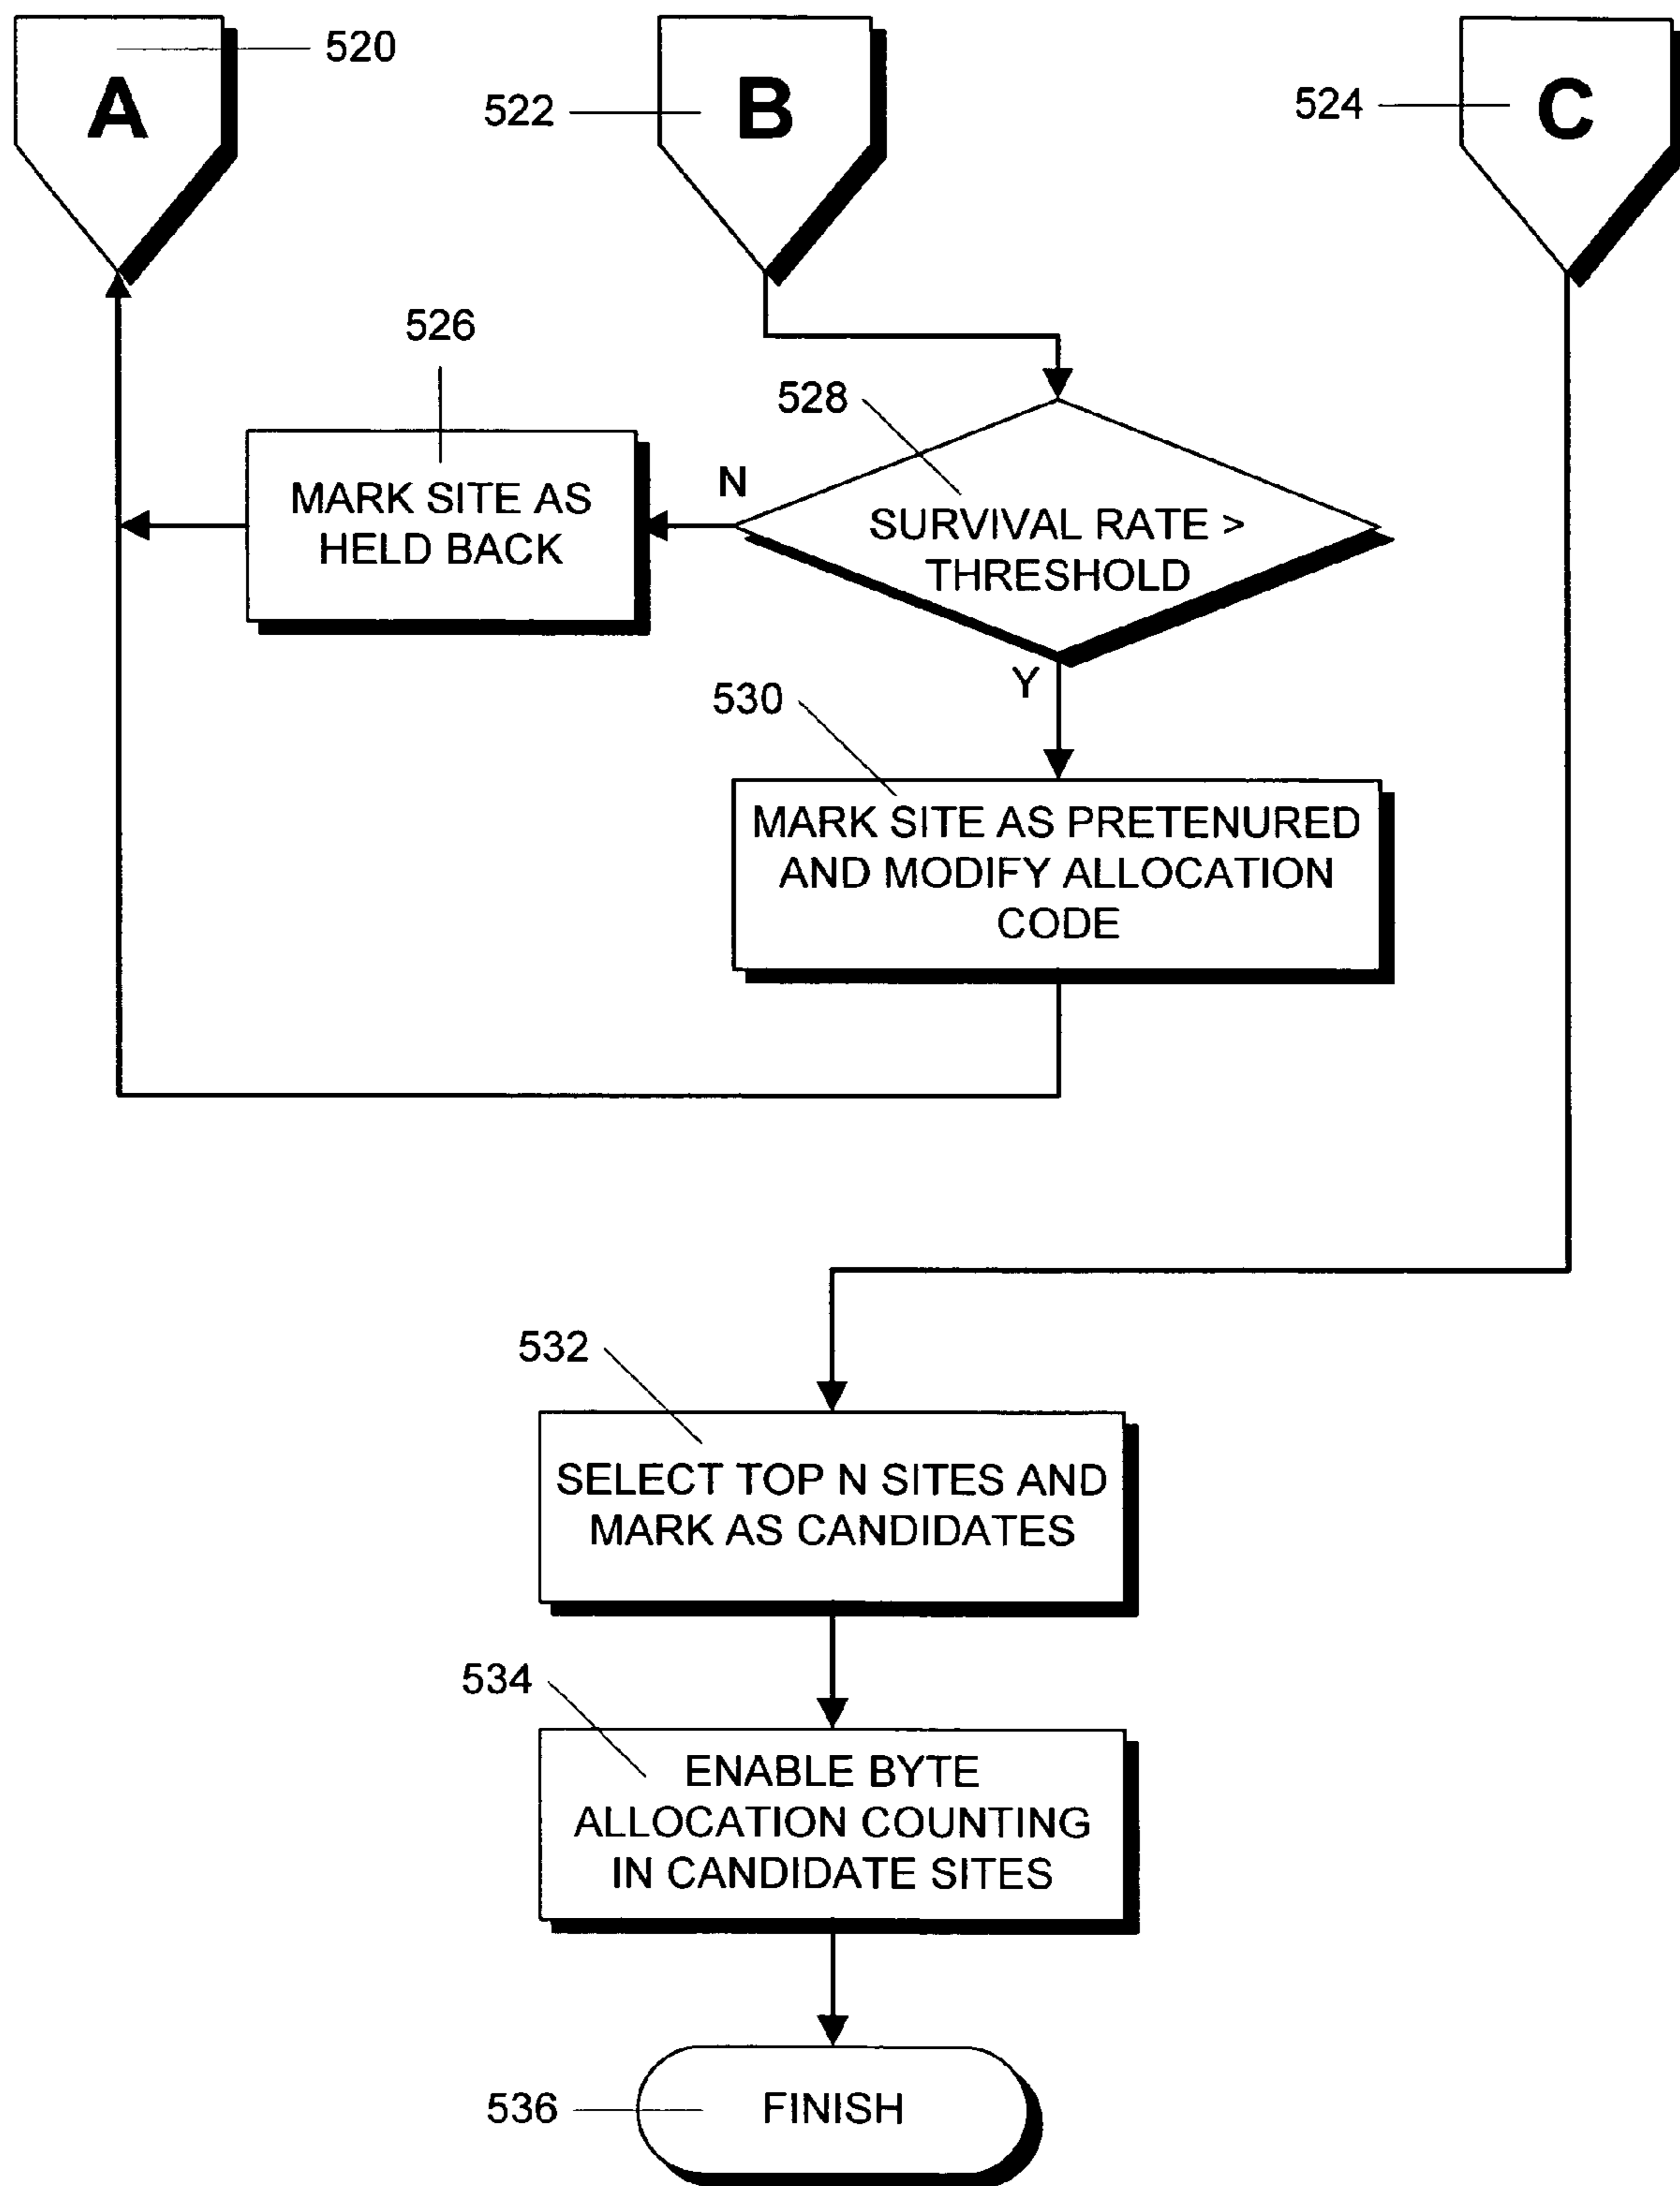 A
520
522
B
524
C
526
528
MARK SITE AS
HELD BACK
N
SURVIVAL RATE >
THRESHOLD
Y
530
MARK SITE AS PRETENURED
AND MODIFY ALLOCATION
CODE
532
SELECT TOP N SITES AND
MARK AS CANDIDATES
534
ENABLE BYTE
ALLOCATION COUNTING
IN CANDIDATE SITES
536
FINISH